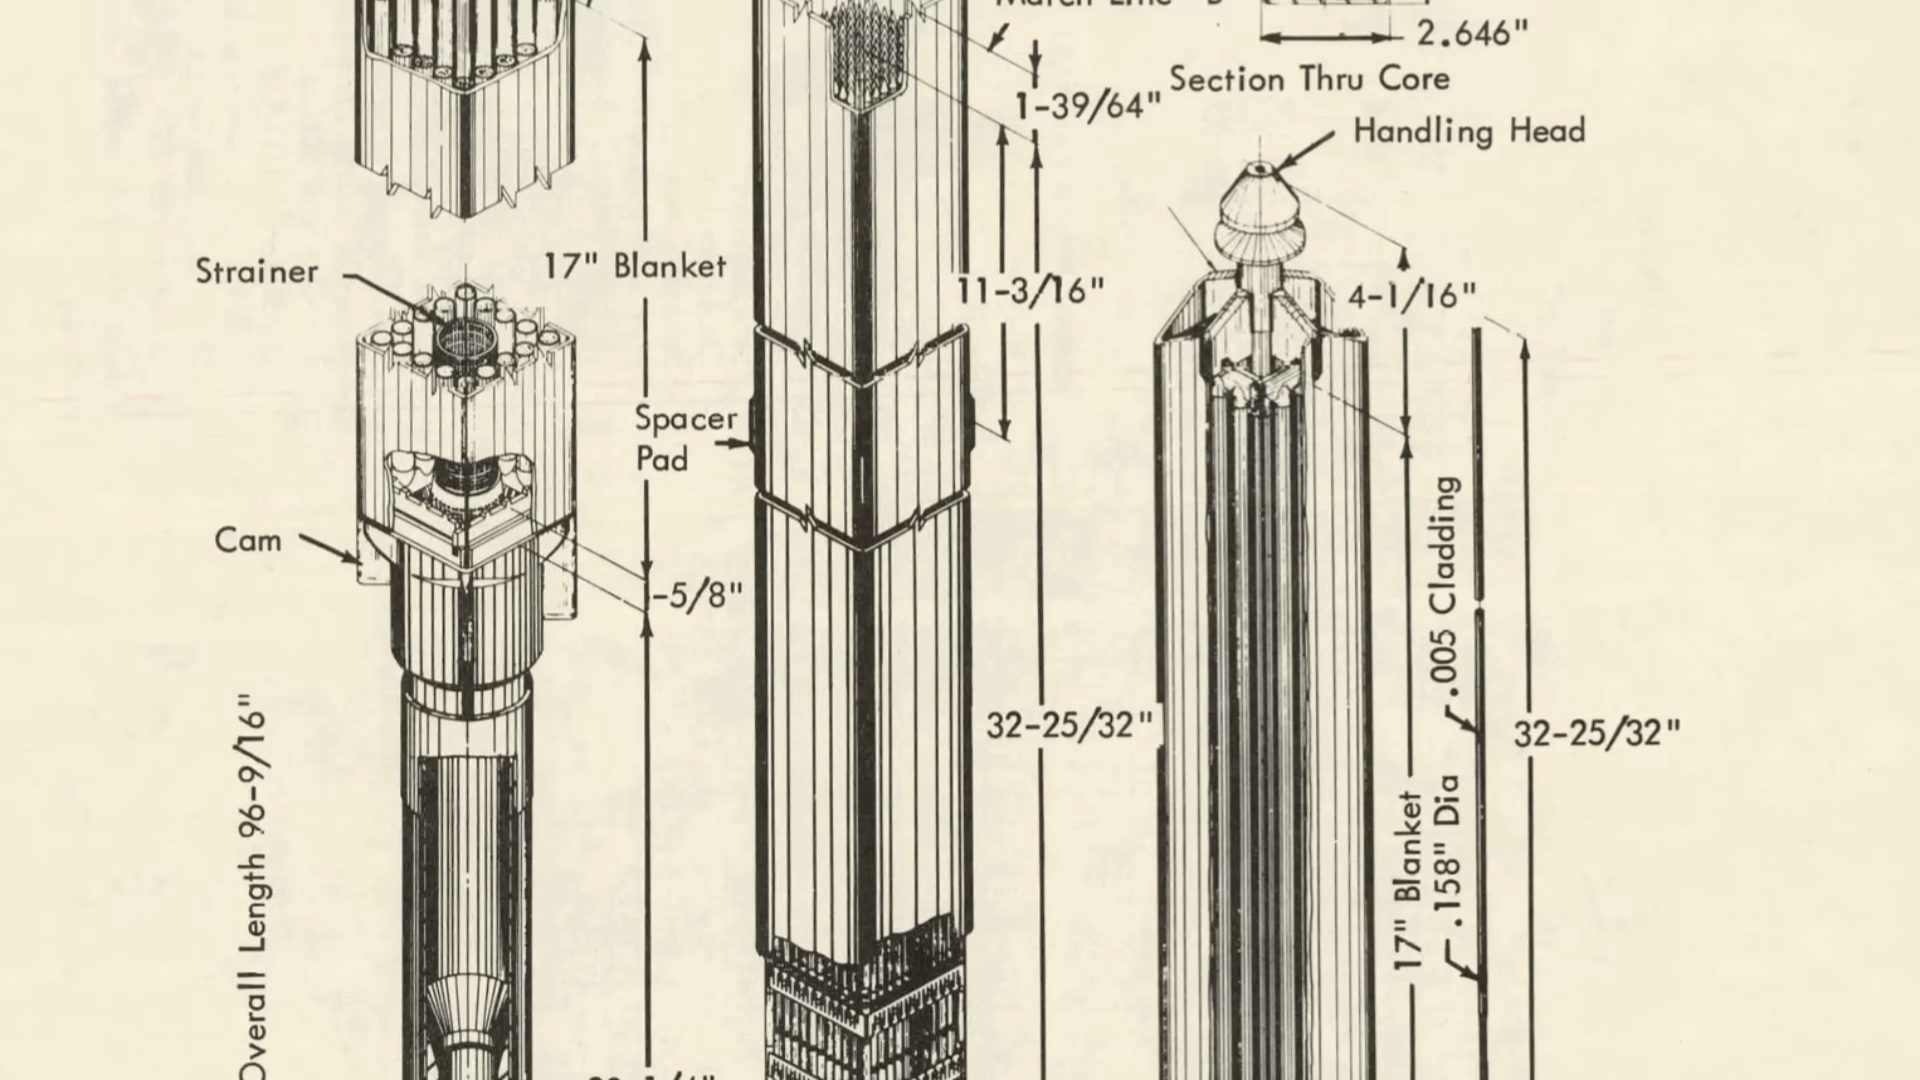 2.646"
Section Thru Core
1-39/64"
Handling Head
Strainer
17" Blanket
11-3/16"
4-1/16"
Spacer
Pad
Cam
-5/8"
.005 Cladding
Overall Length 96-9/16"
32-25/32"
32-25/32"
17" Blanket
.158" Dia